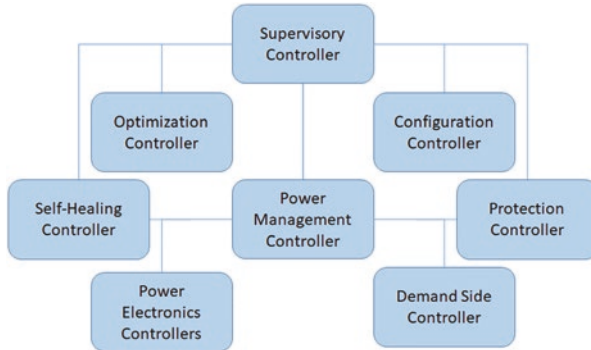 Supervisory
Controller
Optimization
Controller
Configuration
Controller
Self-Healing
Controller
Power
Management
Controller
Protection
Controller
Power
Electronics
Controllers
Demand Side
Controller